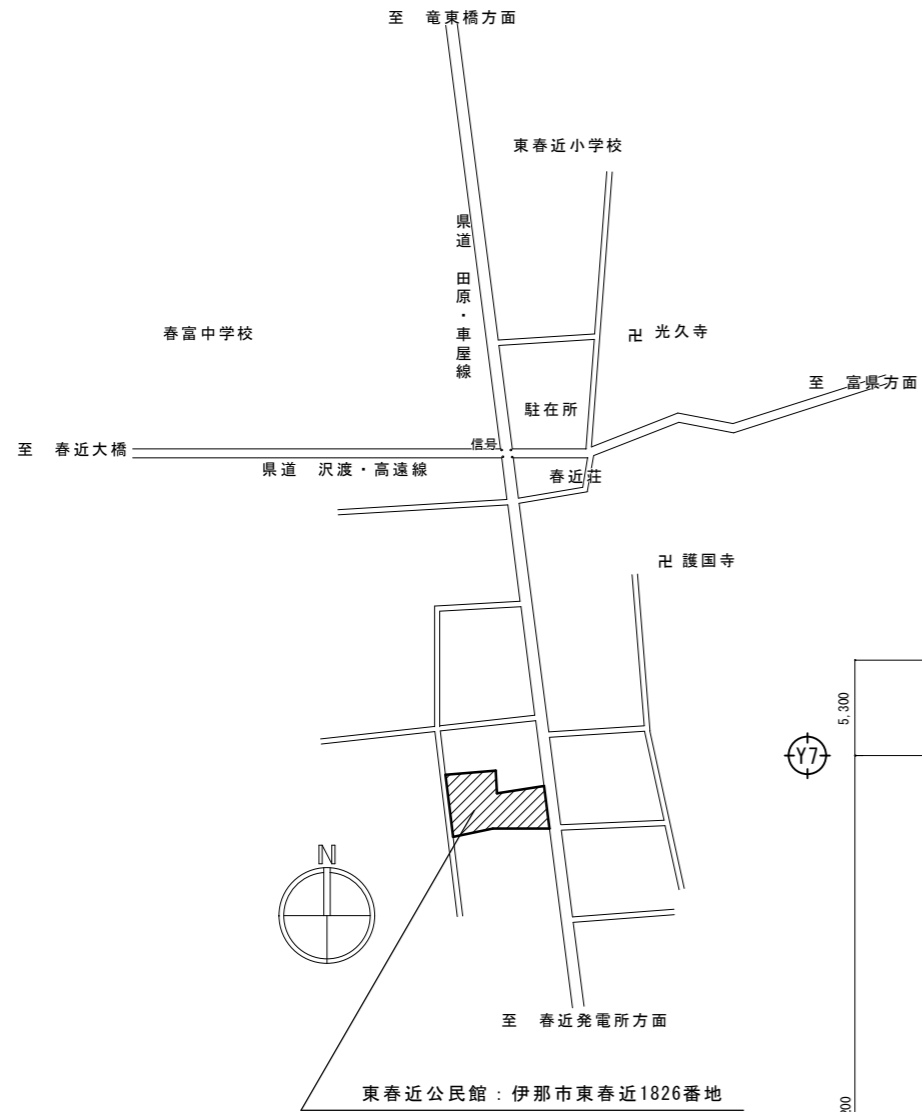 至　竜東橋方面
東春近小学校
県道　田原・車屋線
春富中学校
卍 光久寺
至　富県方面
駐在所
信号
至　春近大橋
県道　沢渡・高遠線
春近荘
卍 護国寺
5,300
Y7
N
至　春近発電所方面
東春近公民館：伊那市東春近1826番地